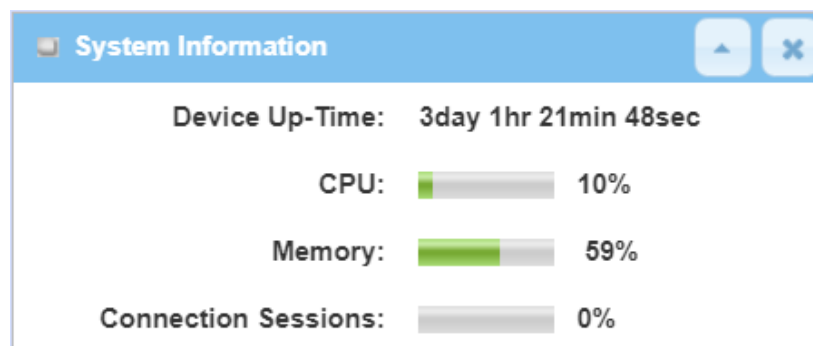 System Information
Device Up-Time: 3day 1hr 21min 48sec
CPU: 10%
Memory: 59%
Connection Sessions: 0%